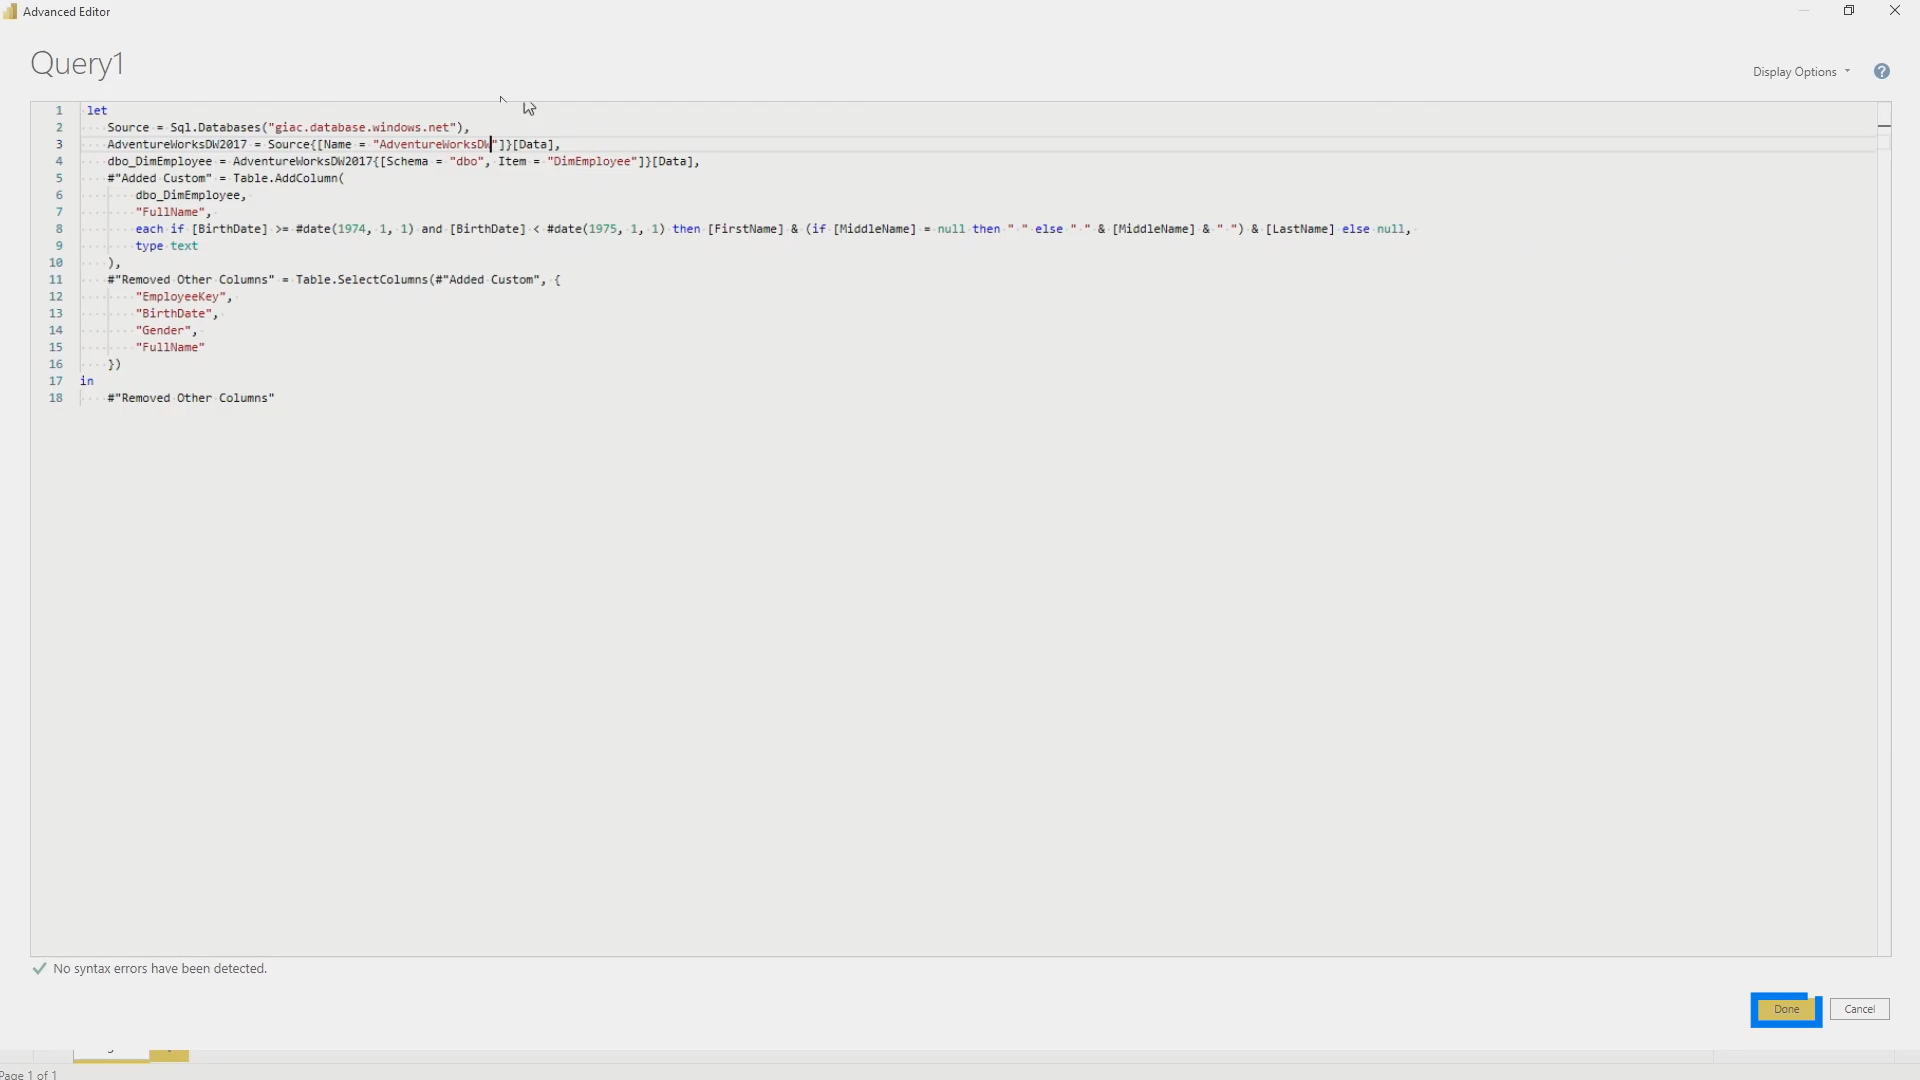 Advanced Editor
Query1
Display Options
?
1 let
2 Source = Sql.Databases("giac.database.windows.net"),
3 AdventureWorksDW2017 = Source{[Name = "AdventureWorksDW"]}[Data],
4 dbo_DimEmployee = AdventureWorksDW2017{[Schema = "dbo", Item = "DimEmployee"]}[Data],
5 #"Added Custom" = Table.AddColumn(
6 dbo_DimEmployee,
7 "FullName",
8 each if [BirthDate] >= #date(1974, 1, 1) and [BirthDate] < #date(1975, 1, 1) then [FirstName] & (if [MiddleName] = null then " " else " " & [MiddleName] & " ") & [LastName] else null,
9 type text
10 ),
11 #"Removed Other Columns" = Table.SelectColumns(#"Added Custom", {
12 "EmployeeKey",
13 "BirthDate",
14 "Gender",
15 "FullName"
16 })
17 in
18 #"Removed Other Columns"
No syntax errors have been detected.
Done
Cancel
Page 1 of 1